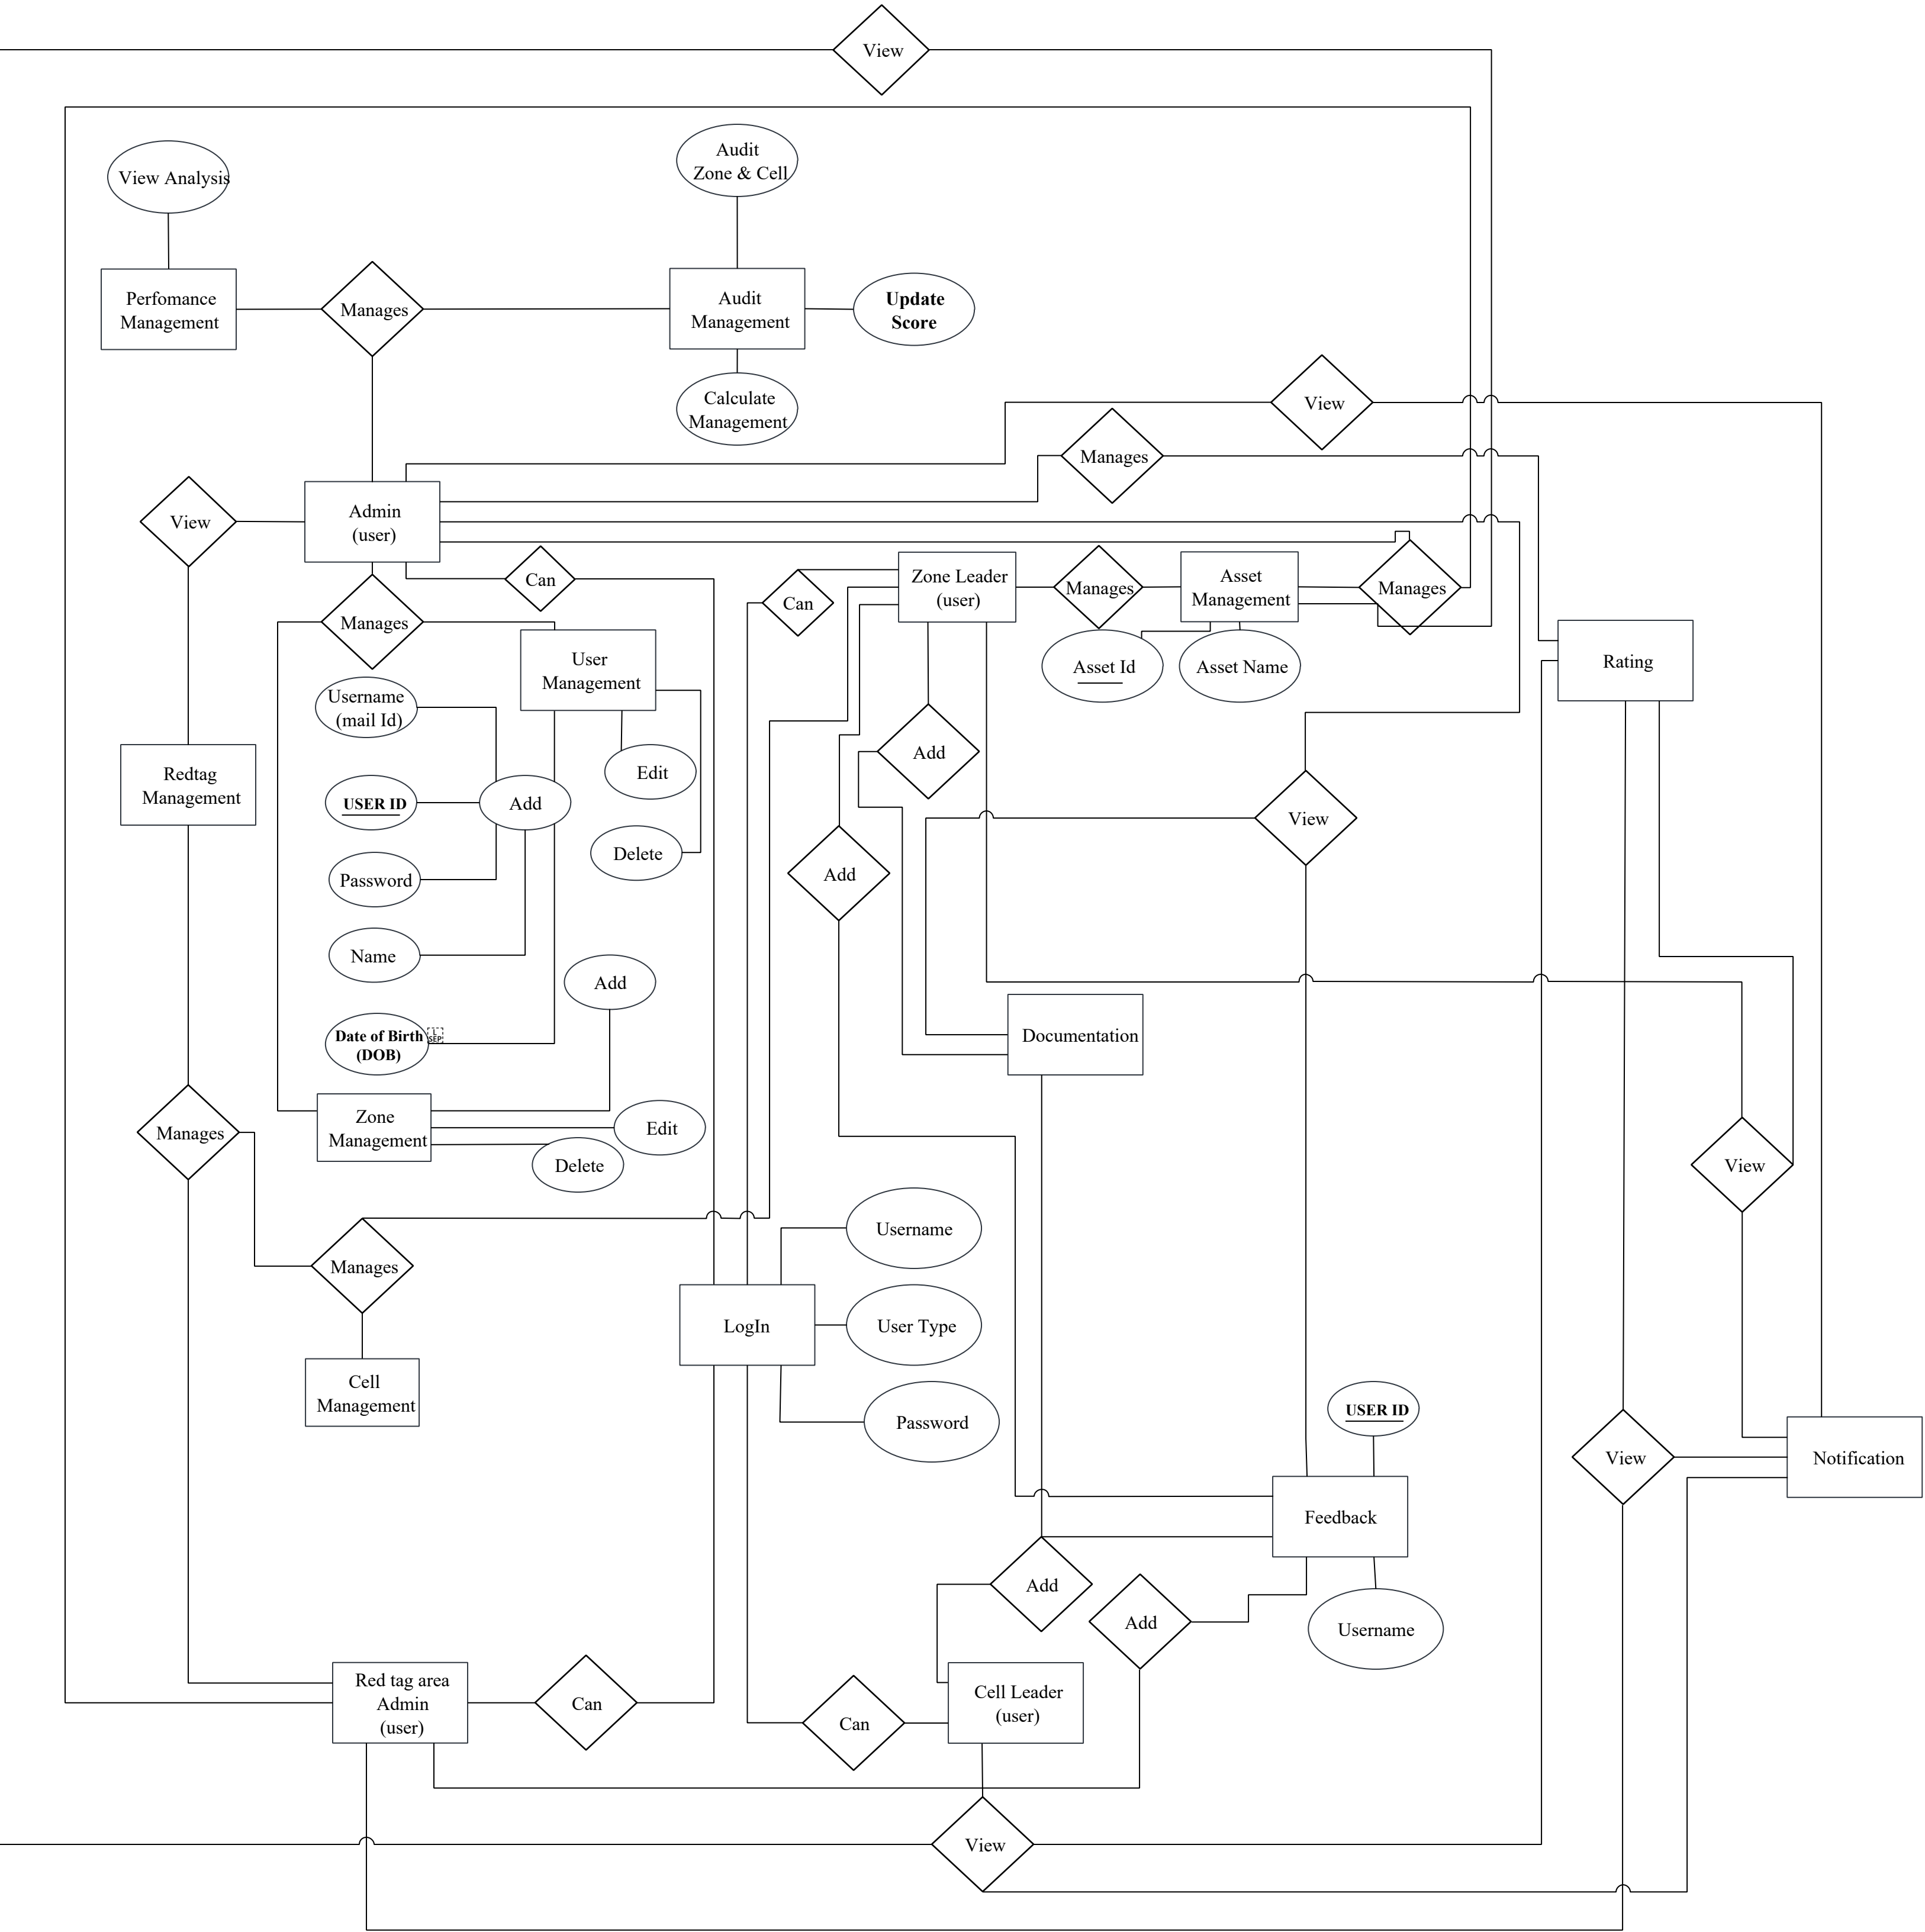 View
Audit
Zone & Cell
View Analysis
Perfomance
Management
Manages
Audit
Management
Update
Score
Calculate
Management
View
Manages
View
Admin
(user)
Can
Can
Zone Leader
(user)
Manages
Asset
Management
Manages
Manages
User
Management
Asset Id
Asset Name
Rating
Username
(mail Id)
Redtag
Management
USER ID
Add
Edit
Add
View
Delete
Add
Password
Name
Add
Date of Birth
L
SEP
(DOB)
Documentation
Zone
Management
Edit
Delete
Manages
View
Manages
Username
LogIn
User Type
Cell
Management
Password
USER ID
View
Notification
Feedback
Add
Add
Username
Red tag area
Admin
(user)
Can
Can
Cell Leader
(user)
View